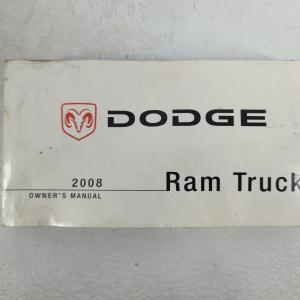 DODGE
2008 Ram Truck
OWNER'S MANUAL